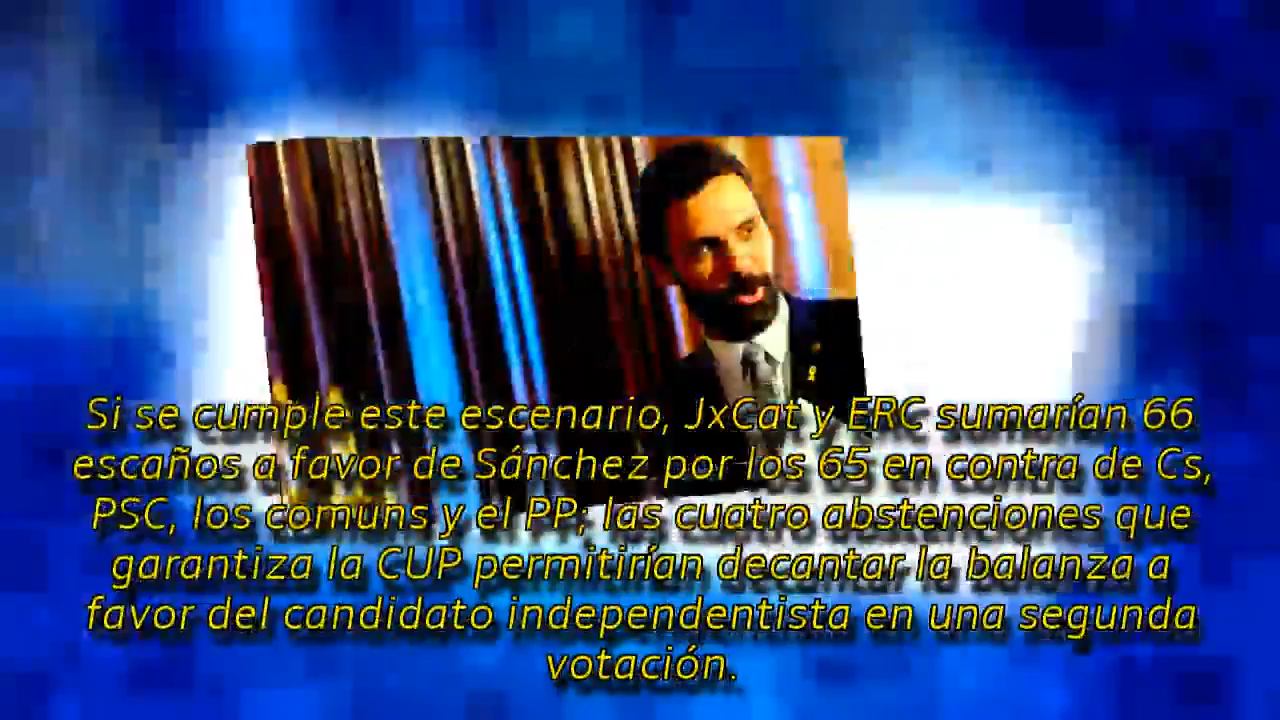 Si se cumple este escenario, JxCat y ERC sumarían 66
escaños a favor de Sánchez por los 65 en contra de Cs,
PSC, los comuns y el PP; las cuatro abstenciones que
garantiza la CUP permitirían decantar la balanza a
favor del candidato independentista en una segunda
votación.